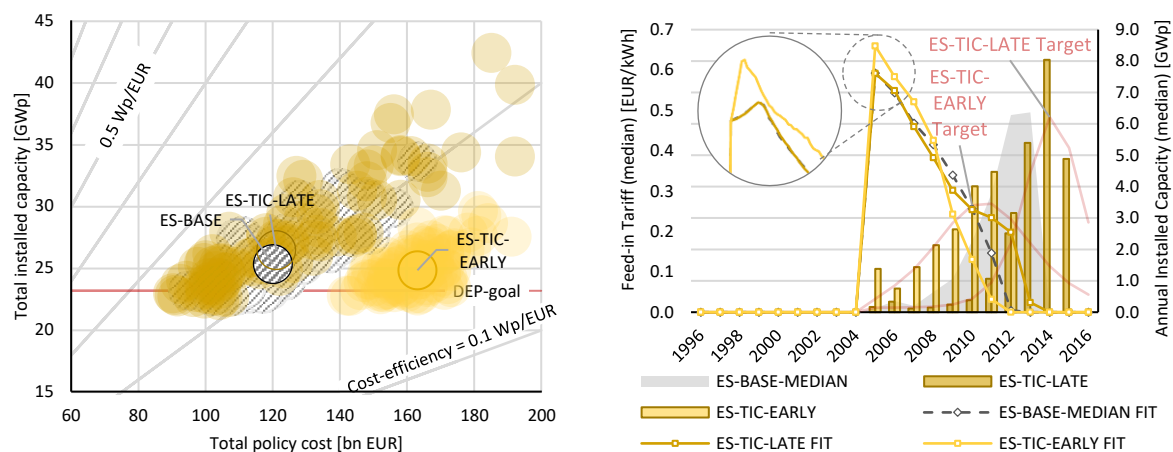 45
40
35
30
25
20
15
Total Installed Capacity [GWp]
0.5 Wp/EUR
ES-TIC-LATE
ES-BASE
ES-TIC-
EARLY
DEP-goal
Cost-efficiency = 0.1 Wp/EUR
60
80
100
120
140
160
180
200
Total policy cost [bn EUR]
0.7
0.6
0.5
0.4
0.3
0.2
0.1
0.0
Feed-in Tariff (median) [EUR/kWh]
ES-TIC-LATE Target
ES-TIC-
EARLY
Target
9.0
8.0
7.0
6.0
5.0
4.0
3.0
2.0
1.0
0.0
Annual Installed Capacity (median) [GWp]
1996
1998
2000
2002
2004
2006
2008
2010
2012
2014
2016
ES-BASE-MEDIAN
ES-TIC-LATE
ES-TIC-EARLY
ES-BASE-MEDIAN FIT
ES-TIC-LATE FIT
ES-TIC-EARLY FIT